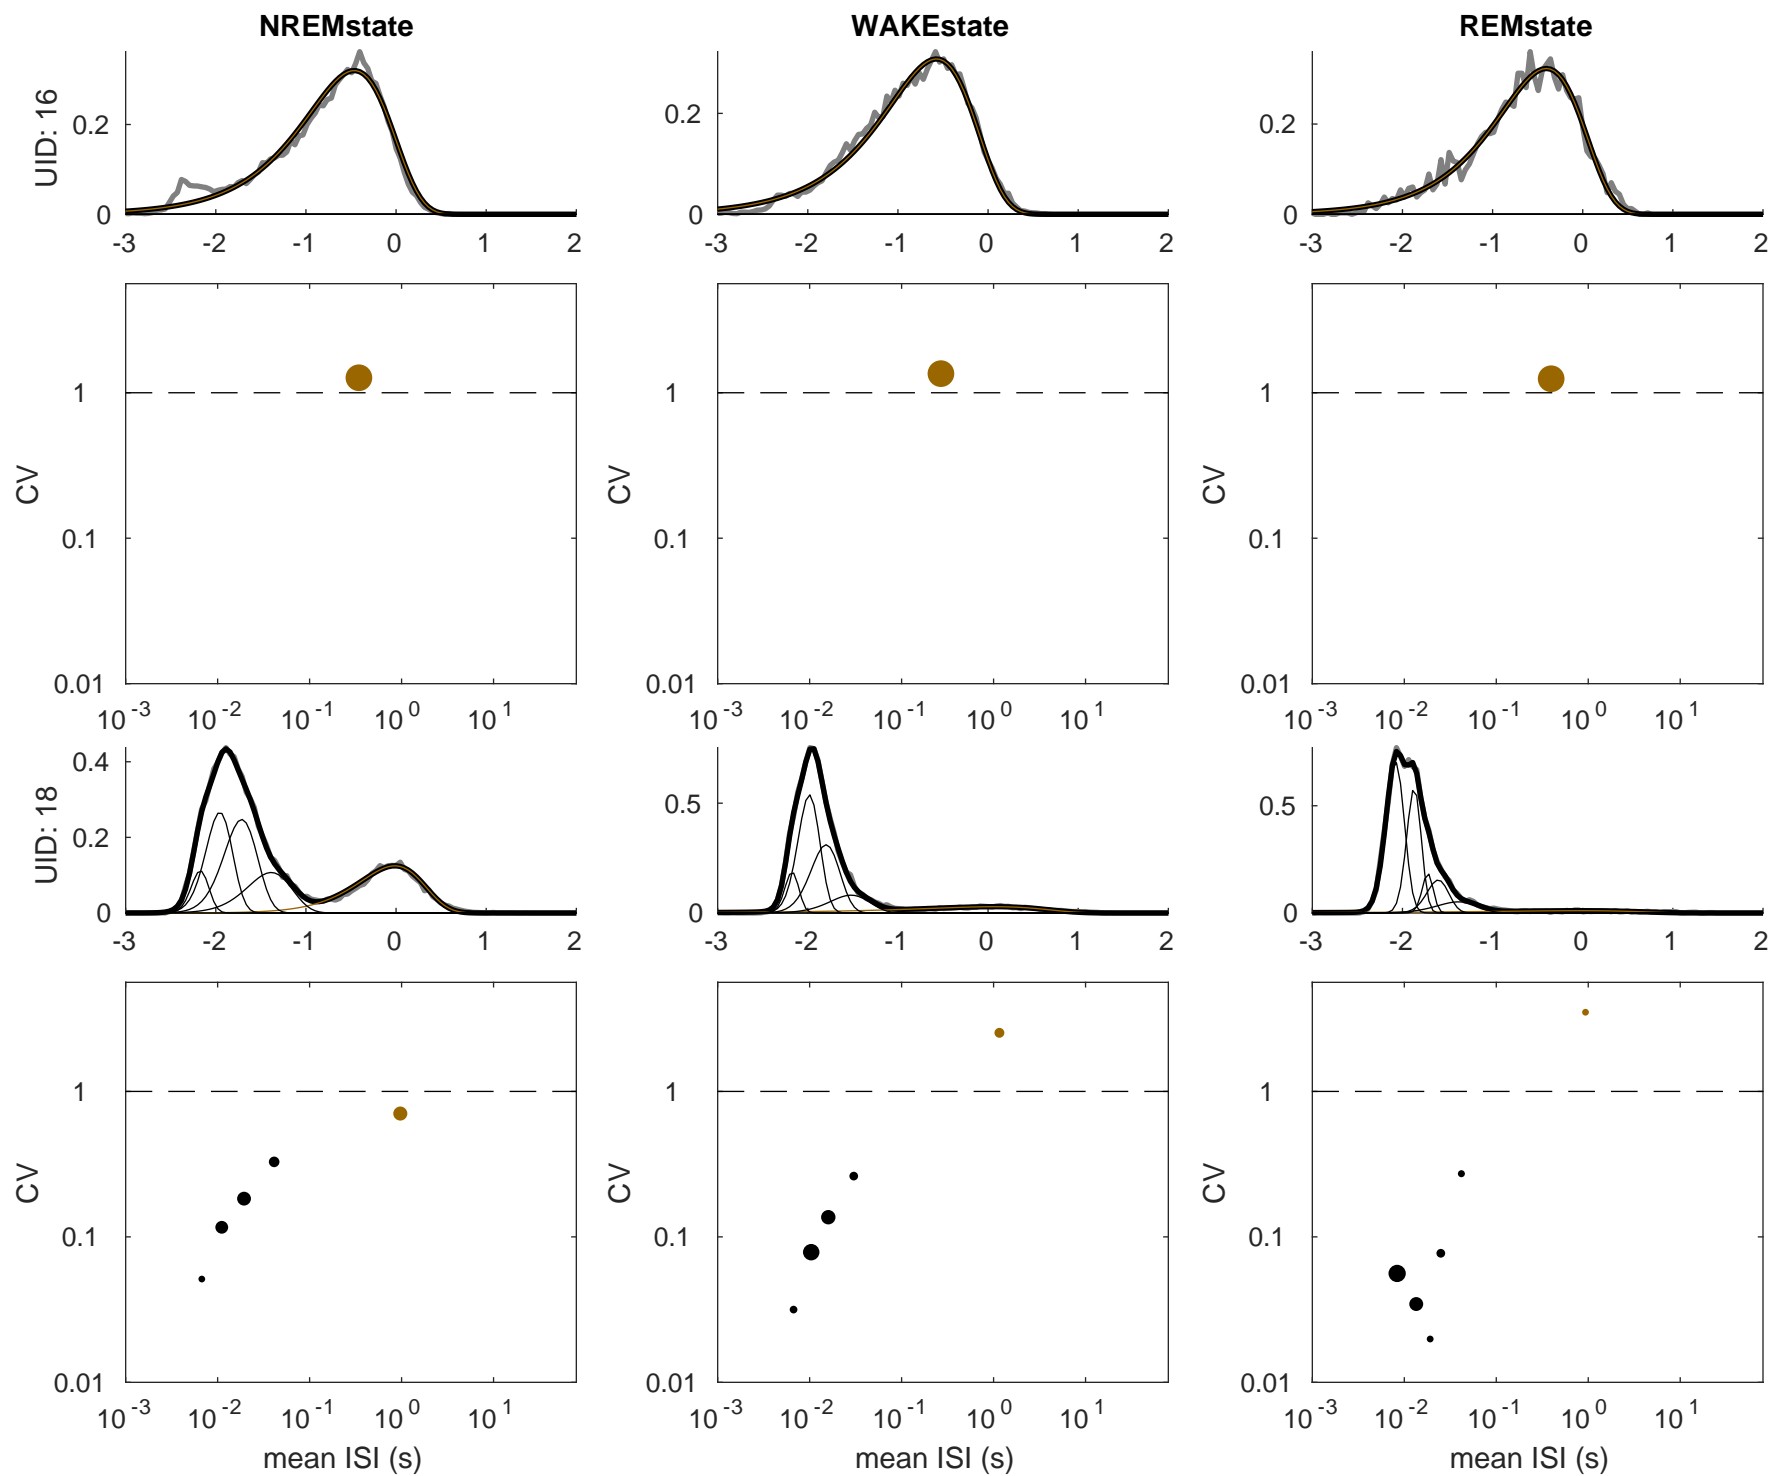 NREMstate WAKEstate REMstate
UID: 16
0.2 0.2 0.2
0 0 0
-3 -2 -1 0 1 2 -3 -2 -1 0 1 2 -3 -2 -1 0 1 2
1 1 1
CV CV CV
0.1 0.1 0.1
0.01 0.01 0.01
10^-3 10^-2 10^-1 10^0 10^1 10^-3 10^-2 10^-1 10^0 10^1 10^-3 10^-2 10^-1 10^0 10^1
UID: 18
0.4 0.5 0.5
0.2
0 0 0
-3 -2 -1 0 1 2 -3 -2 -1 0 1 2 -3 -2 -1 0 1 2
1 1 1
CV CV CV
0.1 0.1 0.1
0.01 0.01 0.01
10^-3 10^-2 10^-1 10^0 10^1 10^-3 10^-2 10^-1 10^0 10^1 10^-3 10^-2 10^-1 10^0 10^1
mean ISI (s) mean ISI (s) mean ISI (s)